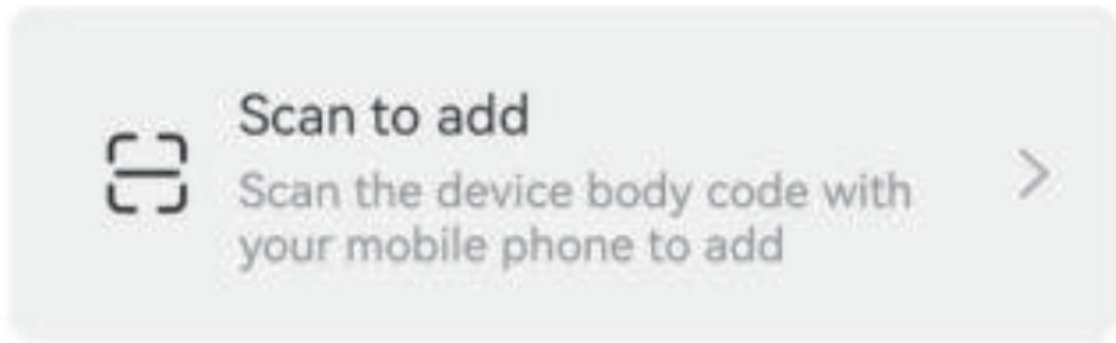 Scan to add
Scan the device body code with
your mobile phone to add